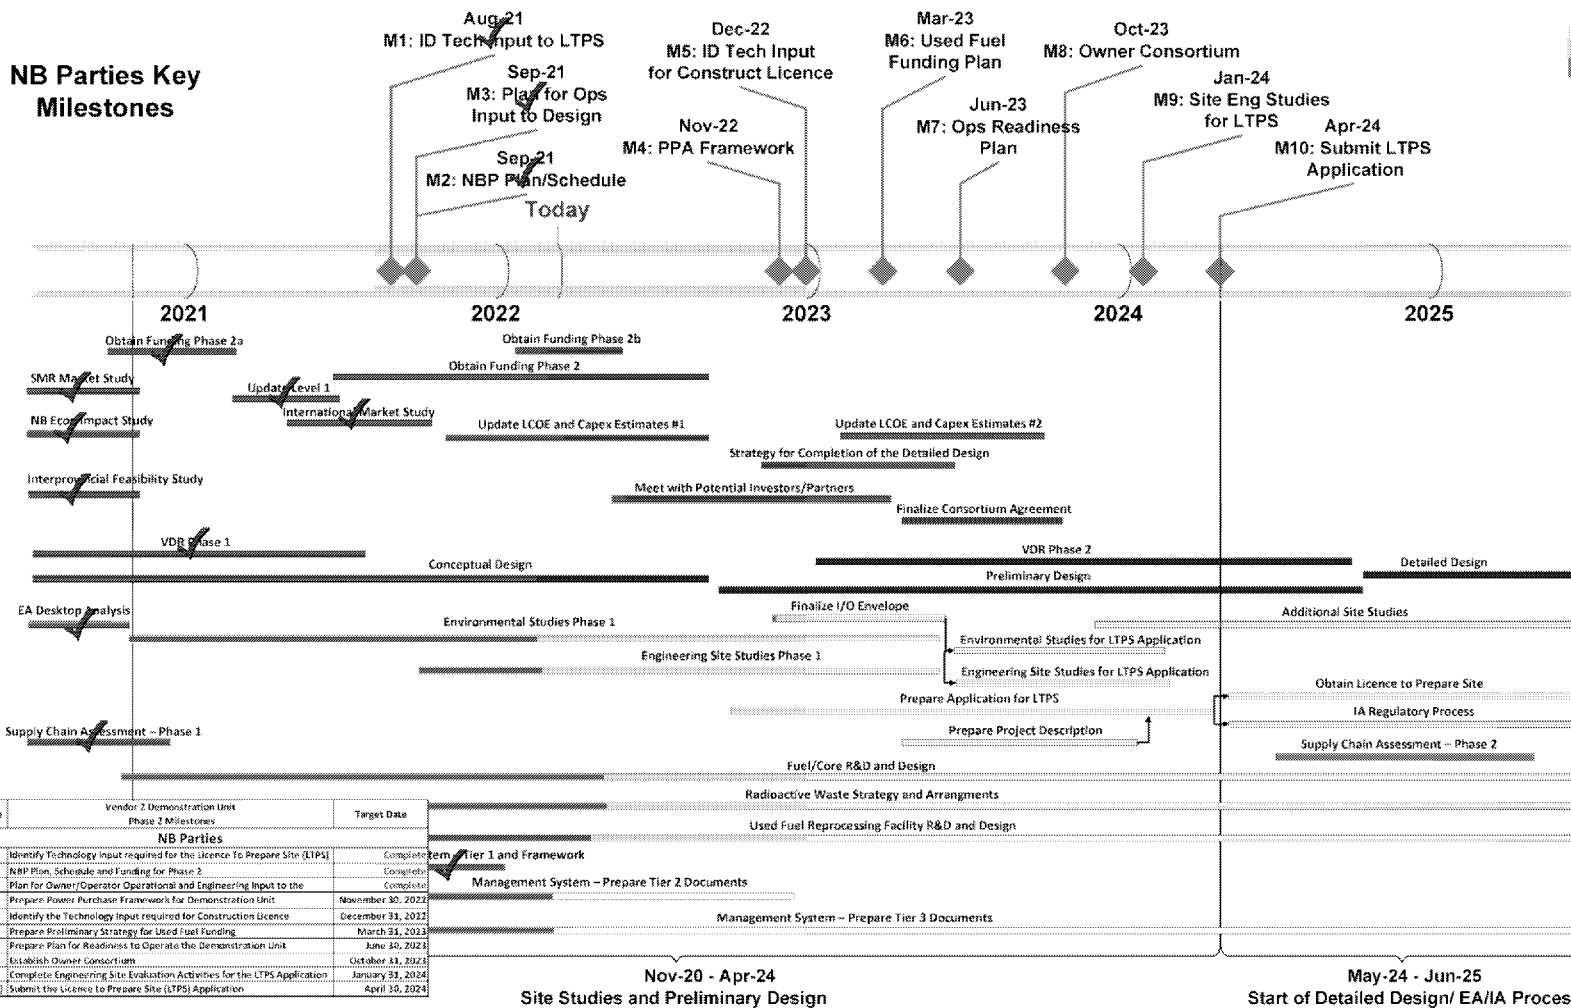 NB Parties Key
Milestones
Aug-21
M1: ID Tech Input to LTPS
Sep-21
M3: Plan for Ops
Input to Design
Sep-21
M2: NBP Plan/Schedule
Today
Dec-22
M5: ID Tech Input
for Construct Licence
Nov-22
M4: PPA Framework
Mar-23
M6: Used Fuel
Funding Plan
Jun-23
M7: Ops Readiness
Plan
Oct-23
M8: Owner Consortium
Jan-24
M9: Site Eng Studies
for LTPS
Apr-24
M10: Submit LTPS
Application
2021
2022
2023
2024
2025
Obtain Funding Phase 2a
Obtain Funding Phase 2b
Obtain Funding Phase 2
SMR Market Study
Update Level 1
International Market Study
NB Econ Impact Study
Update LCOE and Capex Estimates #1
Update LCOE and Capex Estimates #2
Strategy for Completion of the Detailed Design
Interprovincial Feasibility Study
Meet with Potential Investors/Partners
Finalize Consortium Agreement
VDR Phase 1
VDR Phase 2
Conceptual Design
Detailed Design
Preliminary Design
EA Desktop Analysis
Finalize I/O Envelope
Additional Site Studies
Environmental Studies Phase 1
Environmental Studies for LTPS Application
Engineering Site Studies Phase 1
Engineering Site Studies for LTPS Application
Obtain Licence to Prepare Site
Prepare Application for LTPS
IA Regulatory Process
Supply Chain Assessment – Phase 1
Prepare Project Description
Supply Chain Assessment – Phase 2
Fuel/Core R&D and Design
Radioactive Waste Strategy and Arrangments
Used Fuel Reprocessing Facility R&D and Design
tem – Tier 1 and Framework
Management System – Prepare Tier 2 Documents
Management System – Prepare Tier 3 Documents
Vendor 2 Demonstration Unit
Phase 2 Milestones
Target Date
NB Parties
Identify Technology Input required for the Licence To Prepare Site (LTPS) Complete
NBP Plan, Schedule and Funding for Phase 2 Complete
Plan for Owner/Operator Operational and Engineering Input to the Complete
Prepare Power Purchase Framework for Demonstration Unit November 30, 2022
Identify the Technology Input required for Construction Licence December 31, 2022
Prepare Preliminary Strategy for Used Fuel Funding March 31, 2023
Prepare Plan for Readiness to Operate the Demonstration Unit June 30, 2023
Establish Owner Consortium October 31, 2023
Complete Engineering Site Evaluation Activities for the LTPS Application January 31, 2024
Submit the Licence to Prepare Site (LTPS) Application April 30, 2024
Nov-20 - Apr-24
Site Studies and Preliminary Design
May-24 - Jun-25
Start of Detailed Design/ EA/IA Proces